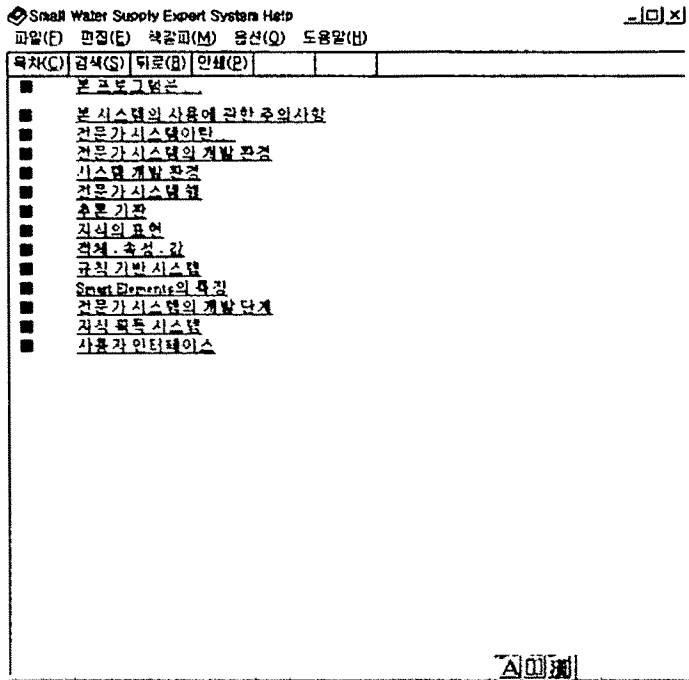 Small Water Supply Expert System Help
파일(F) 편집(E) 책갈피(M) 옵션(O) 도움말(H)
목차(C) 검색(S) 뒤로(B) 인쇄(P)
본 프로그램은 ...
본 시스템의 사용에 관한 주의사항
전문가 시스템이란 ...
전문가 시스템의 개발 환경
시스템 개발 환경
전문가 시스템 쉘
추론 기관
지식의 표현
객체 - 속성 - 값
규칙 기반 시스템
Smart Elements의 특징
전문가 시스템의 개발 단계
지식 획득 시스템
사용자 인터페이스